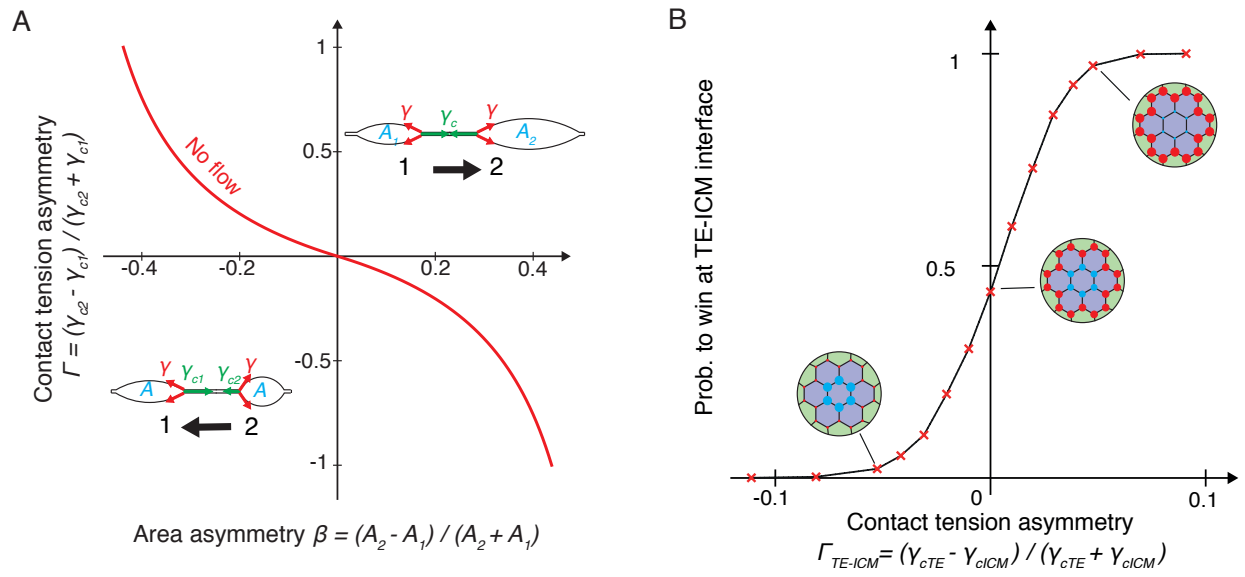 A
Contact tension asymmetry
Γ = (γc2 - γc1) / (γc2 + γc1)
1
0.5
-0.5
-1
-0.4
-0.2
0
0.2
0.4
No flow
γ
γc
γ
A1
A2
1
2
γ
γc1
γc2
γ
A
A
1
2
Area asymmetry β = (A2 - A1) / (A2 + A1)
B
Prob. to win at TE-ICM interface
1
0.5
-0.1
0
0.1
Contact tension asymmetry
ΓTE-ICM = (γcTE - γcICM) / (γcTE + γcICM)